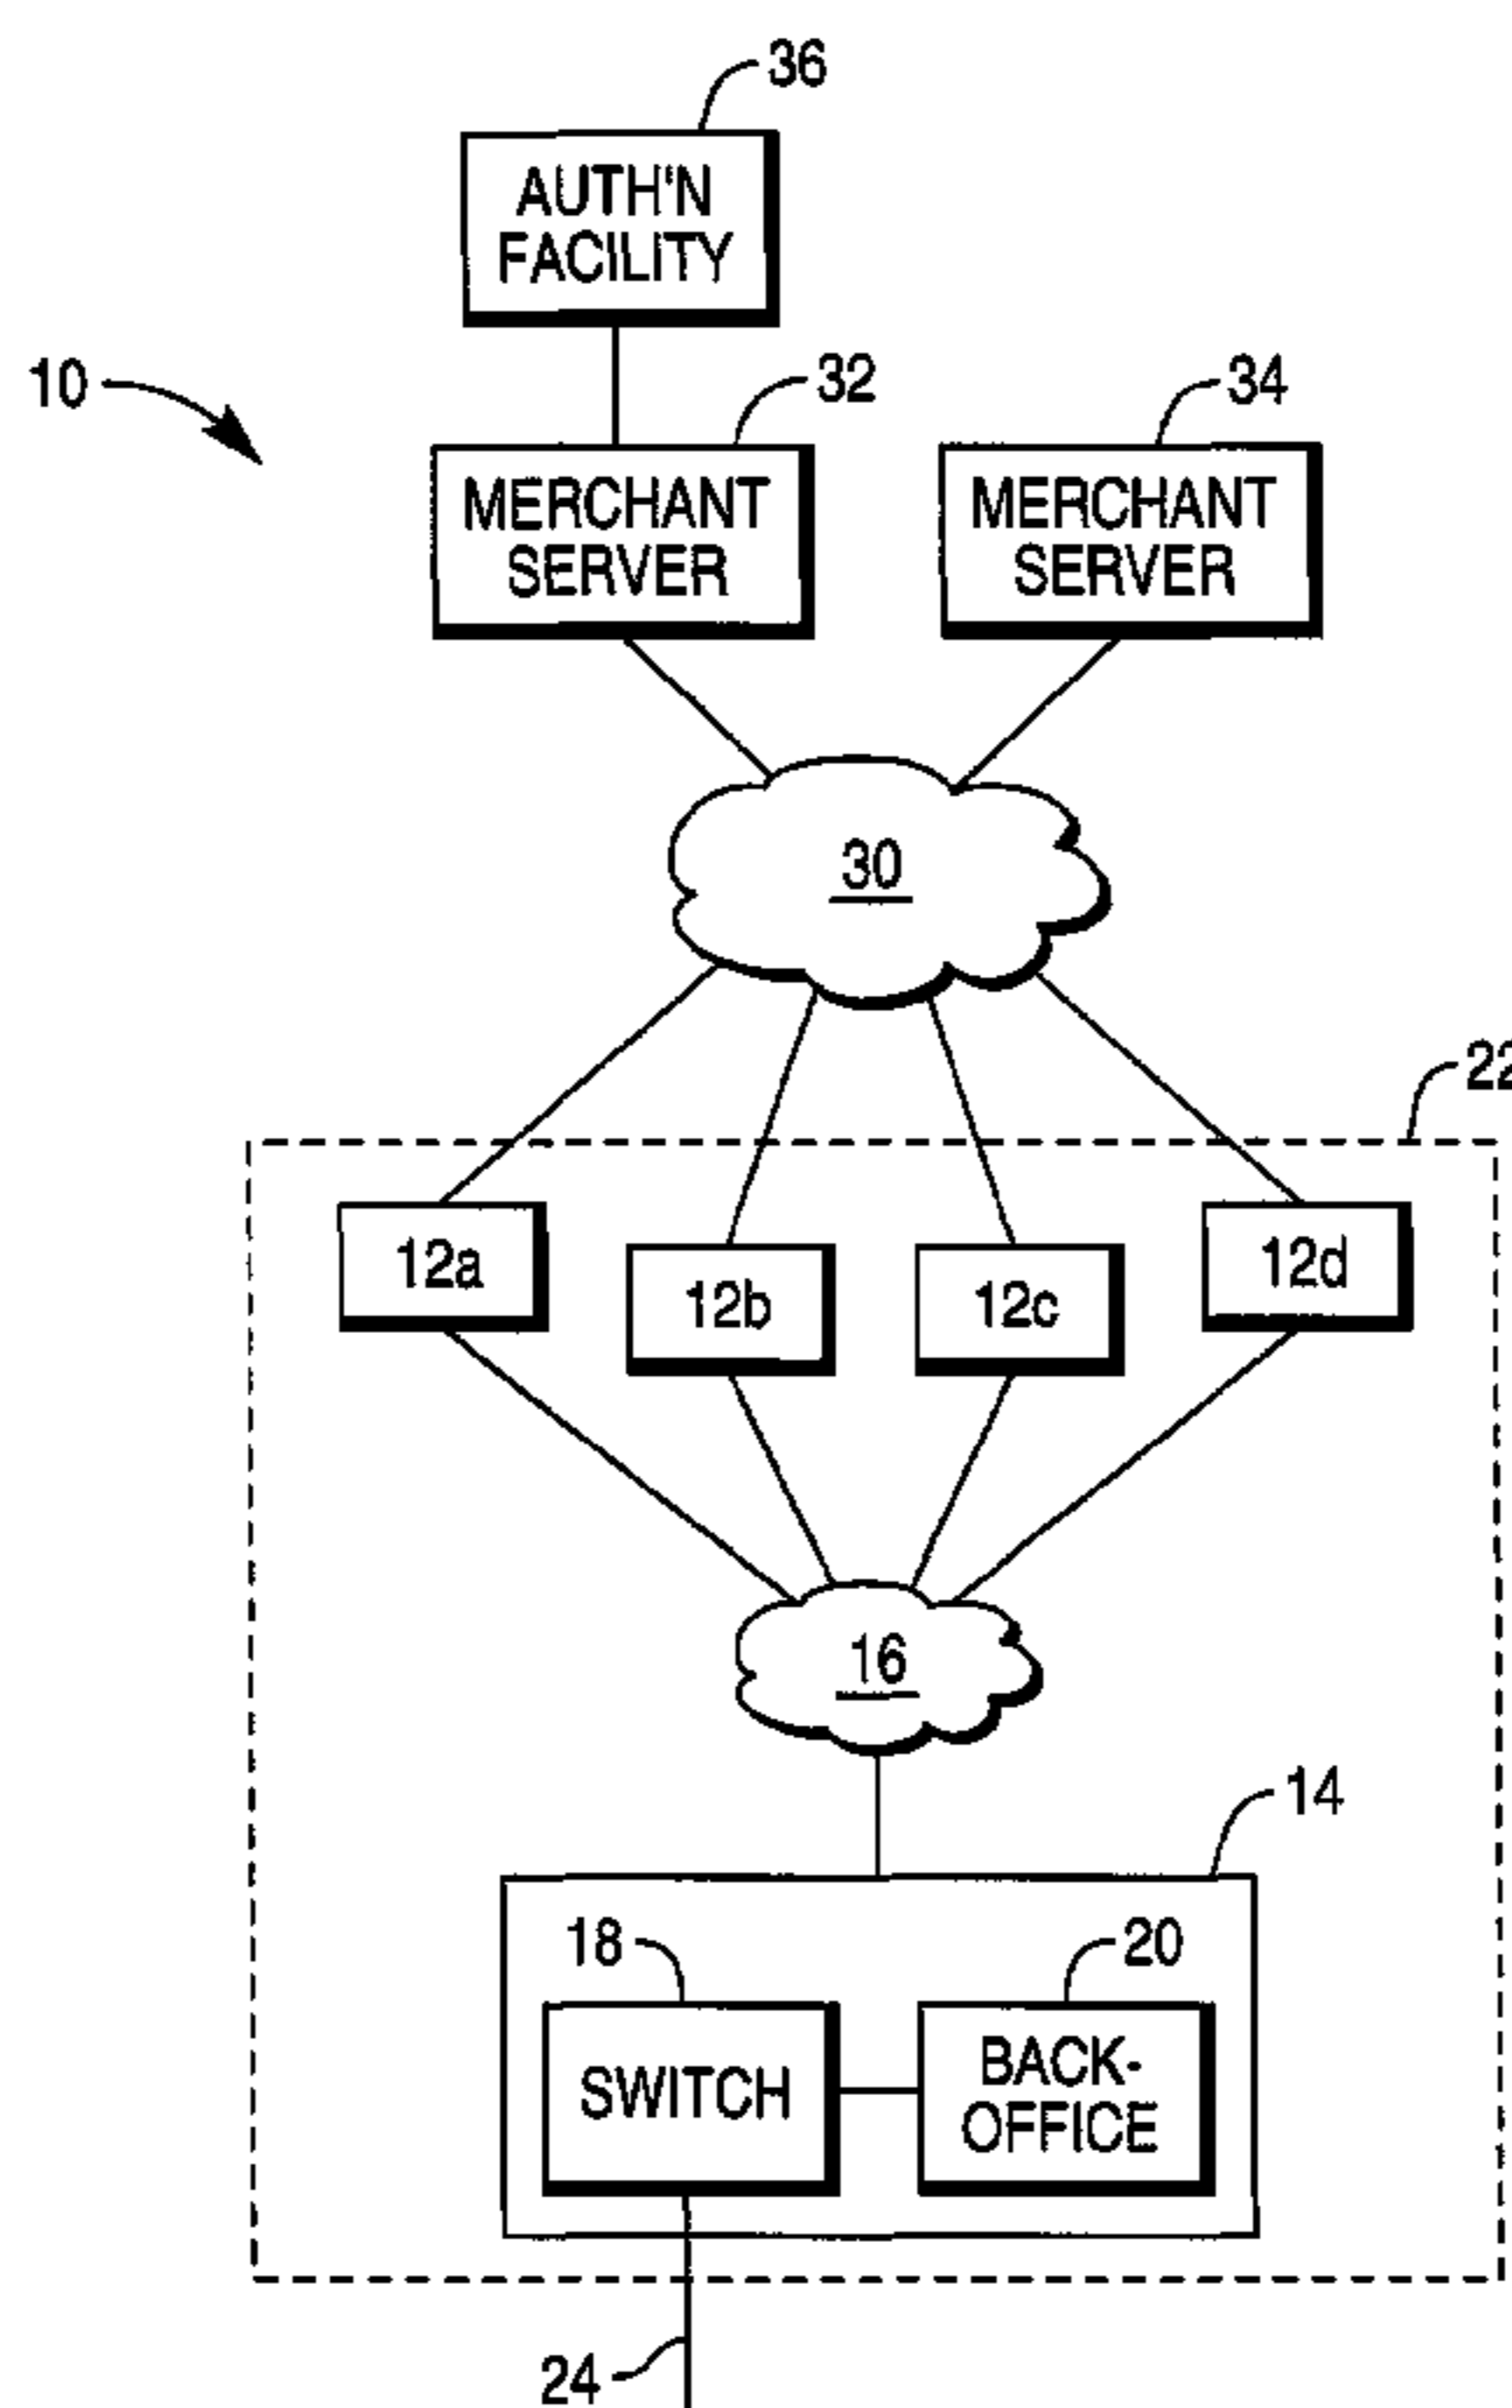 36
AUTH'N
FACILITY
10
32
34
MERCHANT
SERVER
MERCHANT
SERVER
30
22
12a
12b
12c
12d
16
14
18
20
SWITCH
BACK-
OFFICE
24